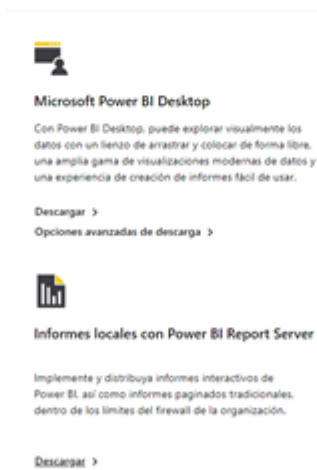 Microsoft Power BI Desktop
Con Power BI Desktop, puede explorar visualmente los
datos con un lienzo de arrastrar y colocar de forma libre,
una amplia gama de visualizaciones modernas de datos y
una experiencia de creación de informes fácil de usar.
Descargar >
Opciones avanzadas de descarga >
Informes locales con Power BI Report Server
Implemente y distribuya informes interactivos de
Power BI, así como informes paginados tradicionales,
dentro de los límites del firewall de la organización.
Descargar >